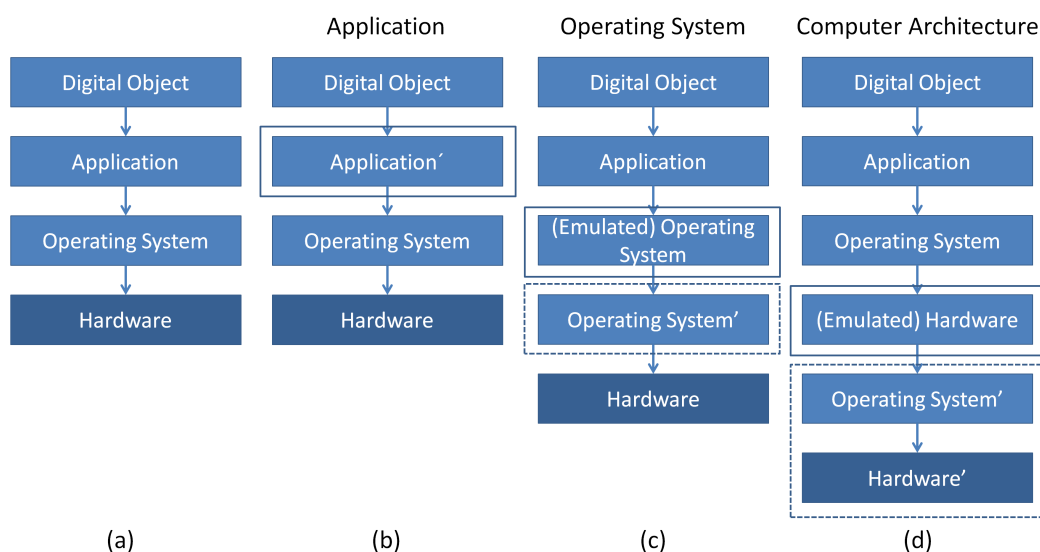 Application
Operating System
Computer Architecture
Digital Object
Application
Operating System
Hardware
(a)
Digital Object
Application´
Operating System
Hardware
(b)
Digital Object
Application
(Emulated) Operating
System
Operating System’
Hardware
(c)
Digital Object
Application
Operating System
(Emulated) Hardware
Operating System’
Hardware’
(d)